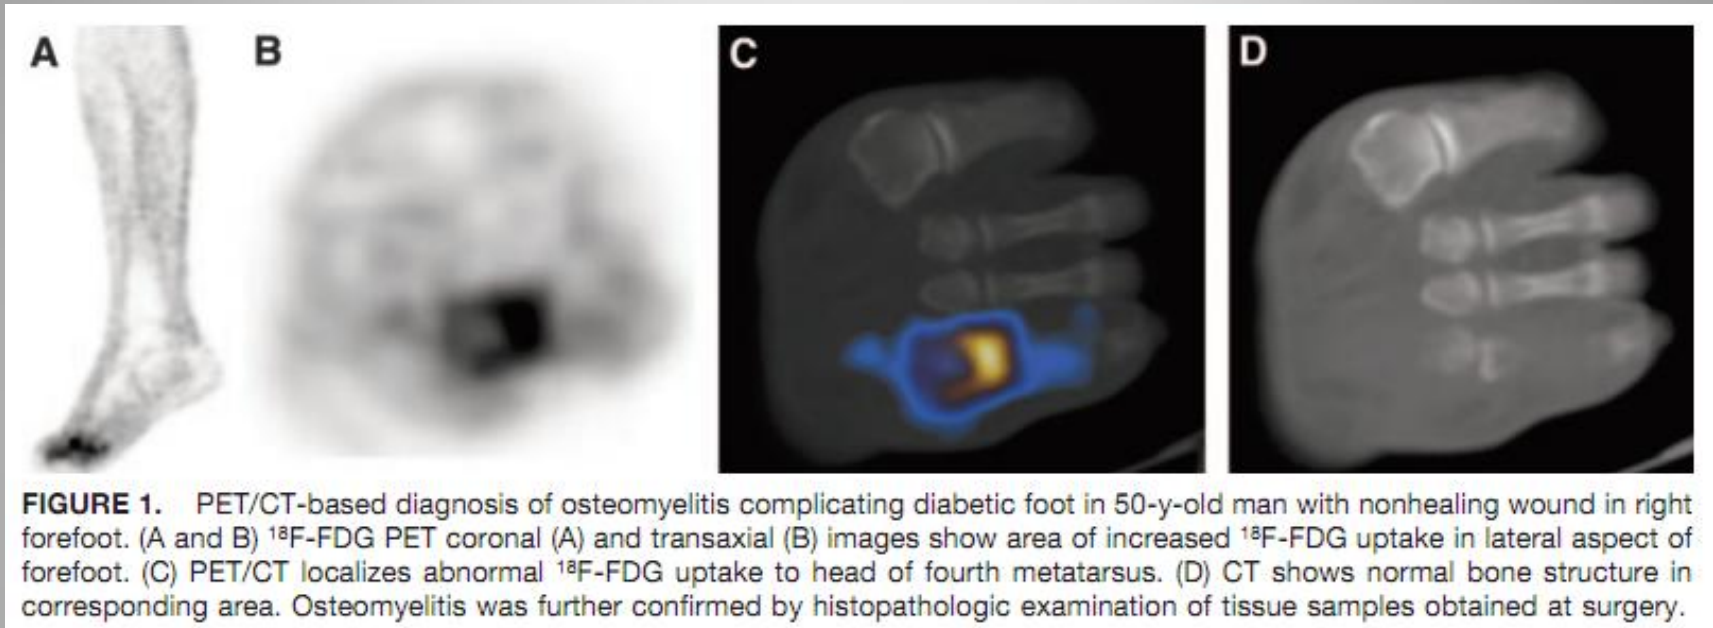 A
B
C
D
FIGURE 1. PET/CT-based diagnosis of osteomyelitis complicating diabetic foot in 50-y-old man with nonhealing wound in right
forefoot. (A and B) ¹⁸F-FDG PET coronal (A) and transaxial (B) images show area of increased ¹⁸F-FDG uptake in lateral aspect of
forefoot. (C) PET/CT localizes abnormal ¹⁸F-FDG uptake to head of fourth metatarsus. (D) CT shows normal bone structure in
corresponding area. Osteomyelitis was further confirmed by histopathologic examination of tissue samples obtained at surgery.